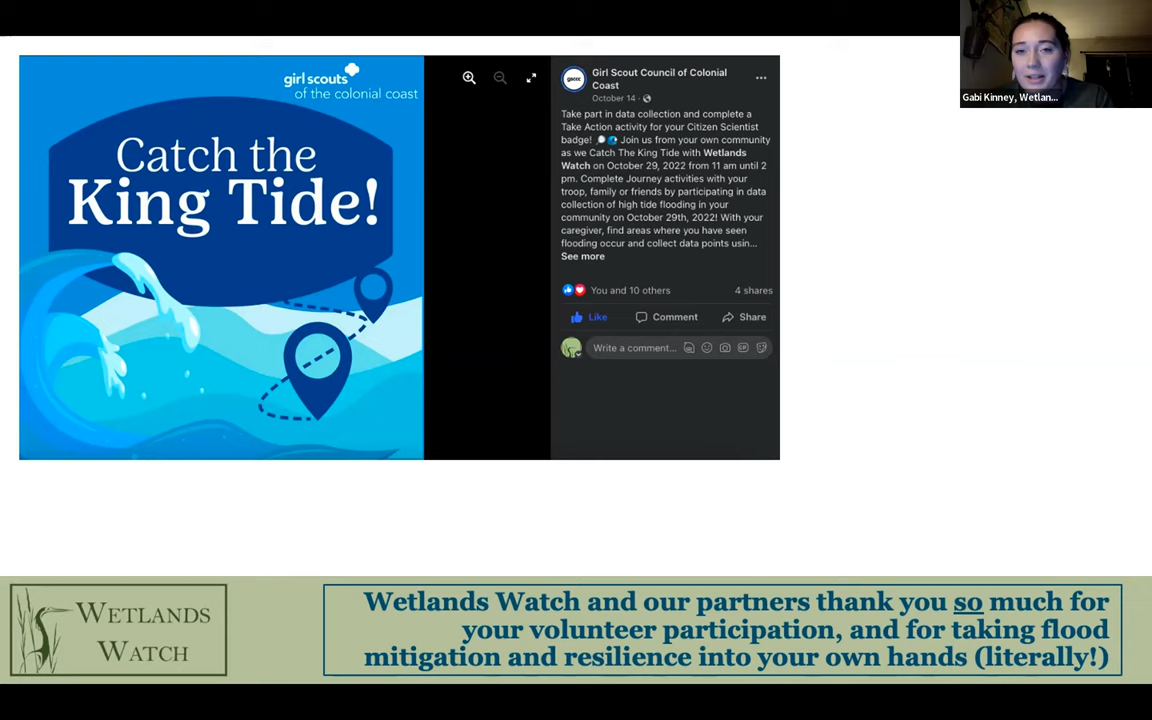 girl scouts
of the colonial coast
Catch the
King Tide!
gsccc
Girl Scout Council of Colonial
Coast
October 14 ·
Take part in data collection and complete a
Take Action activity for your Citizen Scientist
badge! 🔎🌊 Join us from your own community
as we Catch The King Tide with Wetlands
Watch on October 29, 2022 from 11 am until 2
pm. Complete Journey activities with your
troop, family or friends by participating in data
collection of high tide flooding in your
community on October 29th, 2022! With your
caregiver, find areas where you have seen
flooding occur and collect data points usin...
See more
You and 10 others 4 shares
Like Comment Share
Write a comment...
Gabi Kinney, Wetlan...
WETLANDS
WATCH
Wetlands Watch and our partners thank you so much for
your volunteer participation, and for taking flood
mitigation and resilience into your own hands (literally!)